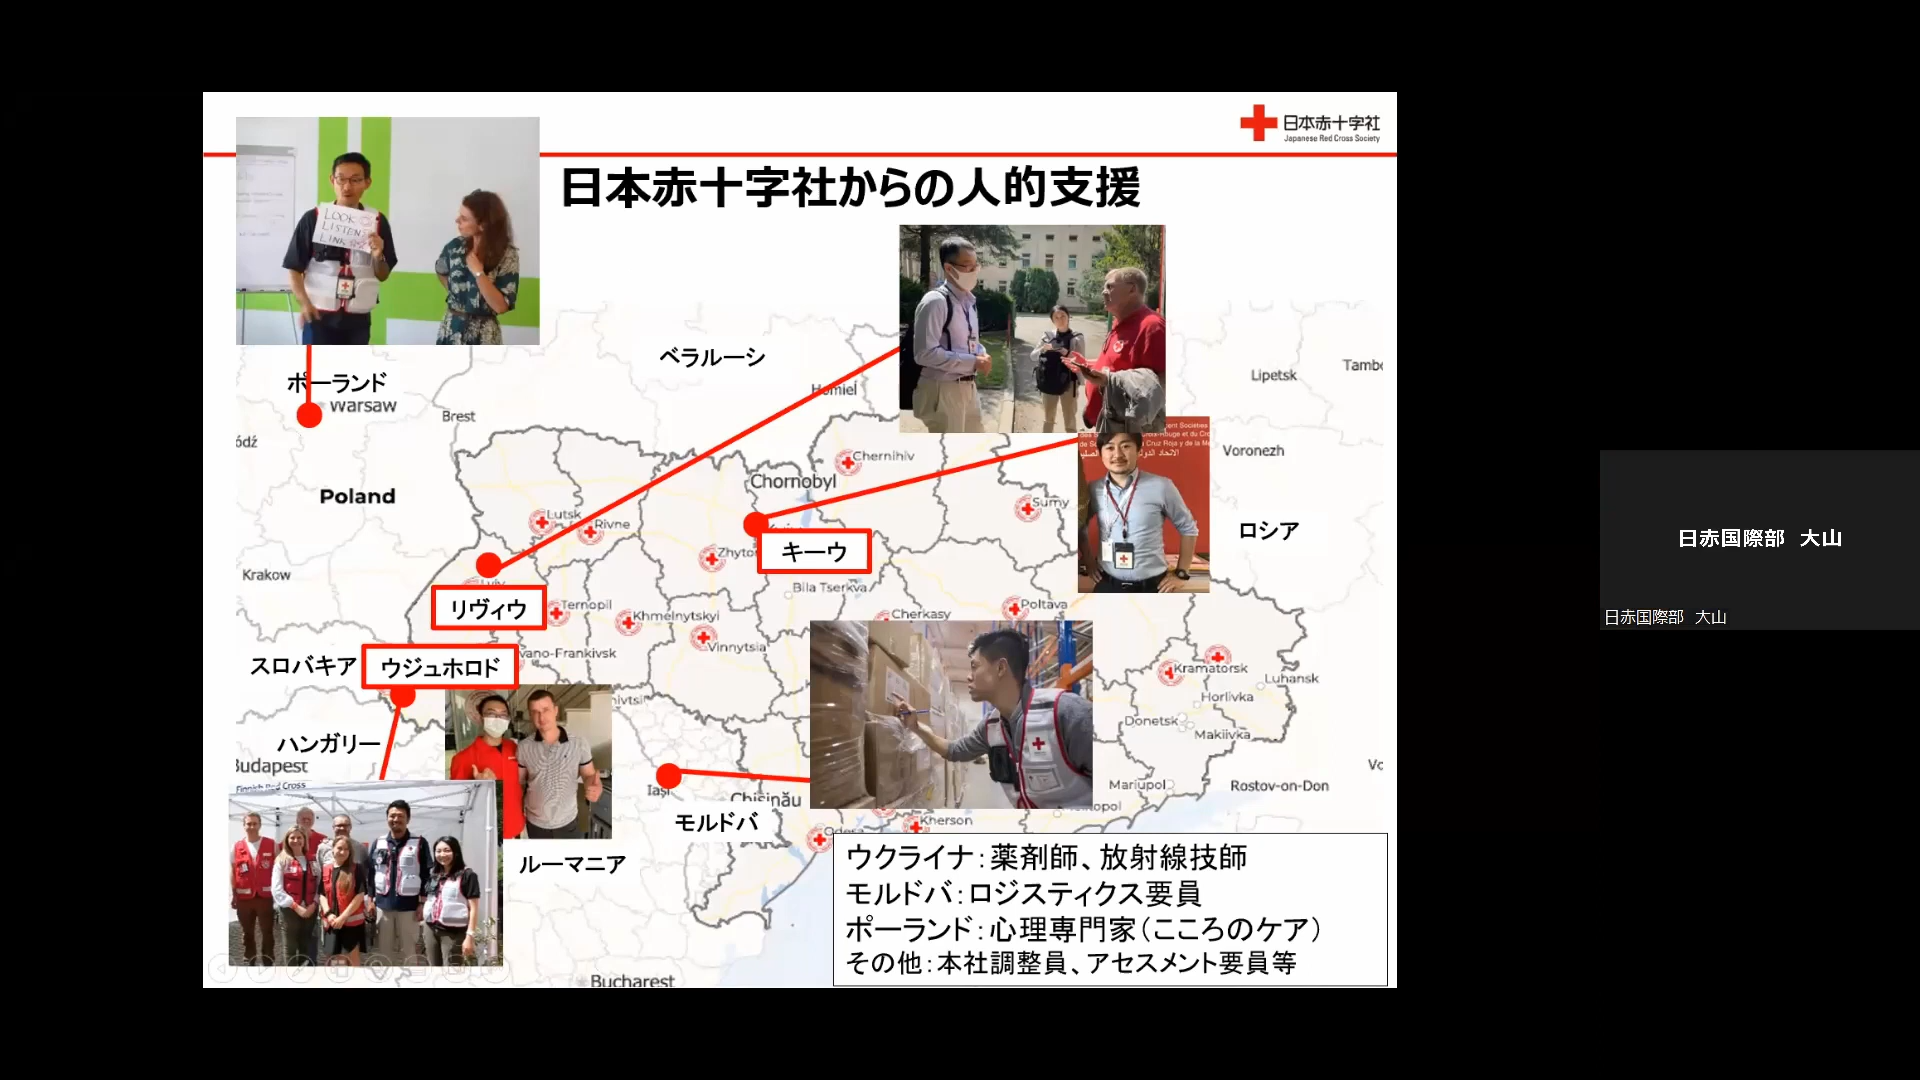 日本赤十字社
Japanese Red Cross Society
日本赤十字社からの人的支援
LOOK
LISTEN
LINK
ベラルーシ
ポーランド
Warsaw
Brest
Homiel
Lipetsk
Voronezh
Chernihiv
Chornobyl
Sumy
Poland
Lutsk
Rivne
キーウ
ロシア
Krakow
Bila Tserkva
リヴィウ
Ternopil
Khmelnytskyi
Cherkasy
Poltava
Vinnytsia
スロバキア
ウジュホロド
Kramatorsk
Luhansk
Horlivka
Donetsk
Makiivka
ハンガリー
Budapest
Finnish Red Cross
Iași
Chișinău
Mariupol
Rostov-on-Don
モルドバ
Kherson
ルーマニア
Bucharest
ウクライナ：薬剤師、放射線技師
モルドバ：ロジスティクス要員
ポーランド：心理専門家（こころのケア）
その他：本社調整員、アセスメント要員等
日赤国際部 大山
日赤国際部 大山